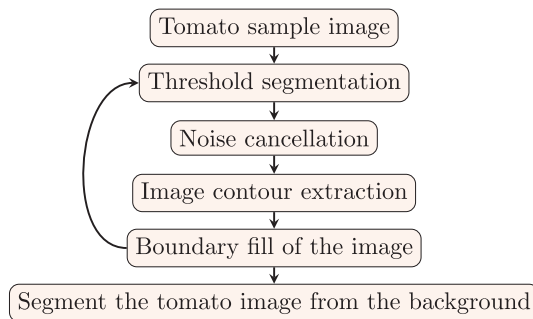 Tomato sample image
Threshold segmentation
Noise cancellation
Image contour extraction
Boundary fill of the image
Segment the tomato image from the background